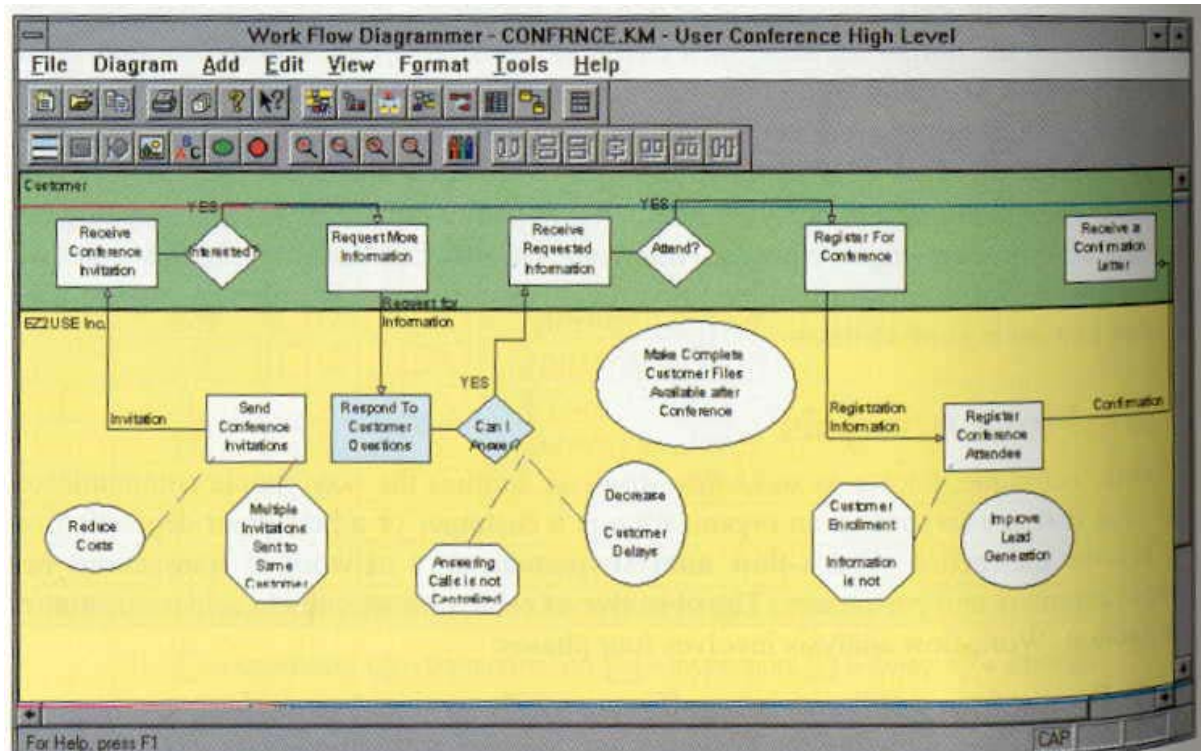 Work Flow Diagrammer - CONFRNCE.KM - User Conference High Level
File Diagram Add Edit View Format Tools Help
Customer
YES
YES
Receive
Conference
Invitation
Interested?
Request More
Information
Receive
Requested
Information
Attend?
Register For
Conference
Receive a
Confirmation
Letter
EZ2USE Inc.
Request for
Information
Make Complete
Customer Files
Available after
Conference
YES
Invitation
Send
Conference
Invitations
Respond To
Customer
Questions
Can I
Answer?
Registration
Information
Register
Conference
Attendee
Confirmation
Reduce
Costs
Multiple
Invitations
Sent to
Same
Customer
Answering
Calls is not
Centralized
Decrease
Customer
Delays
Customer
Enrollment
Information
is not
Improve
Lead
Generation
For Help, press F1
CAP